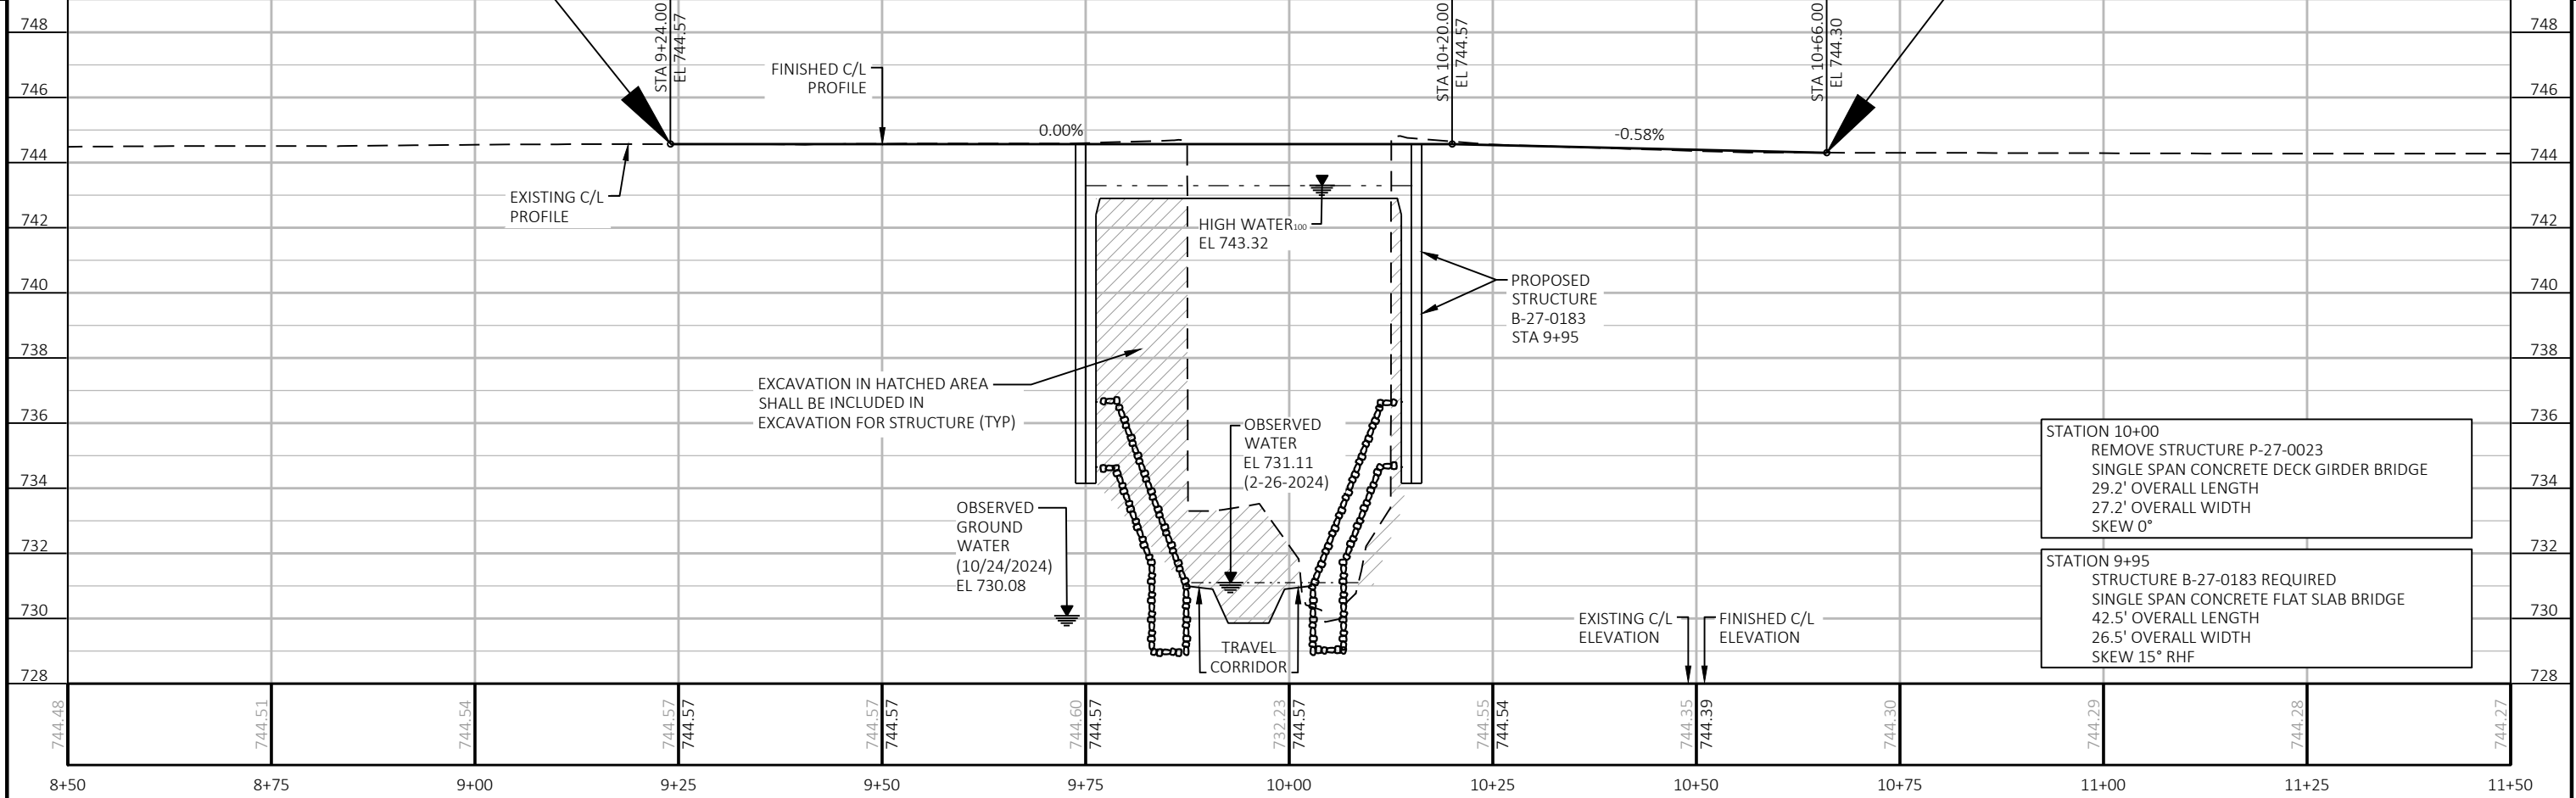 STA 9+24.00
EL 744.57
STA 10+20.00
EL 744.57
STA 10+66.00
EL 744.30
748
748
746
746
744
744
742
742
740
740
738
738
736
736
734
734
732
732
730
730
728
728
FINISHED C/L
PROFILE
0.00%
-0.58%
EXISTING C/L
PROFILE
HIGH WATER100
EL 743.32
PROPOSED
STRUCTURE
B-27-0183
STA 9+95
EXCAVATION IN HATCHED AREA
SHALL BE INCLUDED IN
EXCAVATION FOR STRUCTURE (TYP)
OBSERVED
WATER
EL 731.11
(2-26-2024)
OBSERVED
GROUND
WATER
(10/24/2024)
EL 730.08
TRAVEL
CORRIDOR
EXISTING C/L
ELEVATION
FINISHED C/L
ELEVATION
STATION 10+00
REMOVE STRUCTURE P-27-0023
SINGLE SPAN CONCRETE DECK GIRDER BRIDGE
29.2' OVERALL LENGTH
27.2' OVERALL WIDTH
SKEW 0°
STATION 9+95
STRUCTURE B-27-0183 REQUIRED
SINGLE SPAN CONCRETE FLAT SLAB BRIDGE
42.5' OVERALL LENGTH
26.5' OVERALL WIDTH
SKEW 15° RHF
744.48
744.51
744.54
744.57
744.57
744.57
744.57
744.60
744.57
732.23
744.57
744.55
744.54
744.35
744.39
744.30
744.29
744.28
744.27
8+50
8+75
9+00
9+25
9+50
9+75
10+00
10+25
10+50
10+75
11+00
11+25
11+50